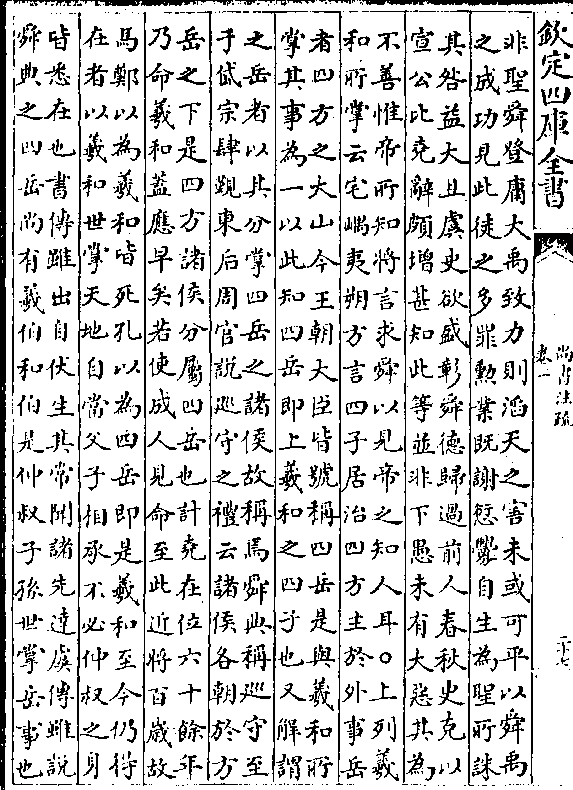 欽定四庫全書
尚書注疏
卷一
二十七
非聖舜登庸大禹致力則滔天之害未或可平以舜禹
之成功見此徒之多罪勲業既謝愆釁自生為聖所誅
其咎益大且虞史欲盛彰舜德歸過前人春秋史克以
宣公比堯辭頗增甚知此等並非下愚未有大惡其為
不善惟帝所知將言求舜以見帝之知人耳○上列羲
和所掌云宅嵎夷朔方言四子居治四方主於外事岳
者四方之大山今王朝大臣皆號稱四岳是與羲和所
掌其事為一以此知四岳即上羲和之四子也又解謂
之岳者以其分掌四岳之諸侯故稱焉舜典稱巡守至
于岱宗肆覲東后周官説巡守之禮云諸侯各朝於方
岳之下是四方諸侯分屬四岳也計堯在位六十餘年
乃命羲和蓋應早矣若使成人見命至此近將百歲故
馬鄭以為羲和皆死孔以為四岳即是羲和至今仍得
在者以羲和世掌天地自當父子相承不必仲叔之身
皆悉在也書傳雖出自伏生其常聞諸先達虞傳雖説
舜典之四岳尚有羲伯和伯是仲叔子孫世掌岳事也